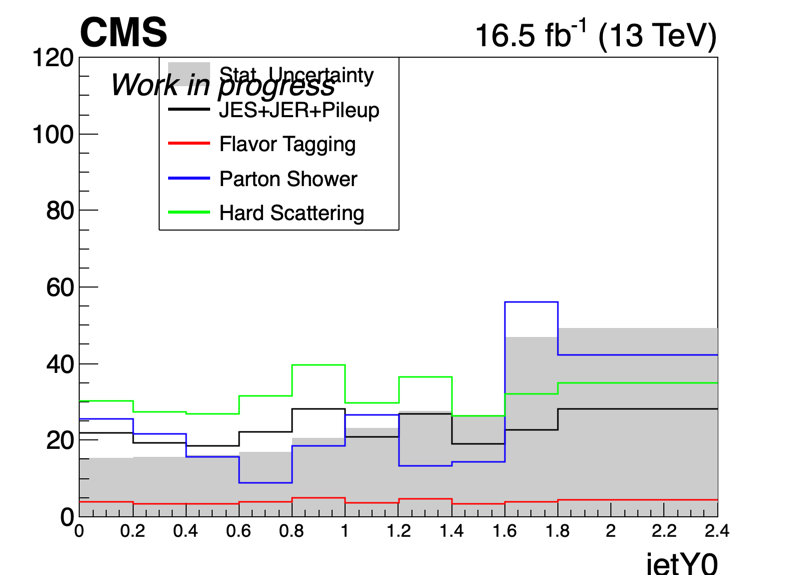 CMS 16.5 fb-1 (13 TeV)
Work in progress
Stat. Uncertainty
JES+JER+Pileup
Flavor Tagging
Parton Shower
Hard Scattering
120
100
80
60
40
20
0
0 0.2 0.4 0.6 0.8 1 1.2 1.4 1.6 1.8 2 2.2 2.4
jetY0